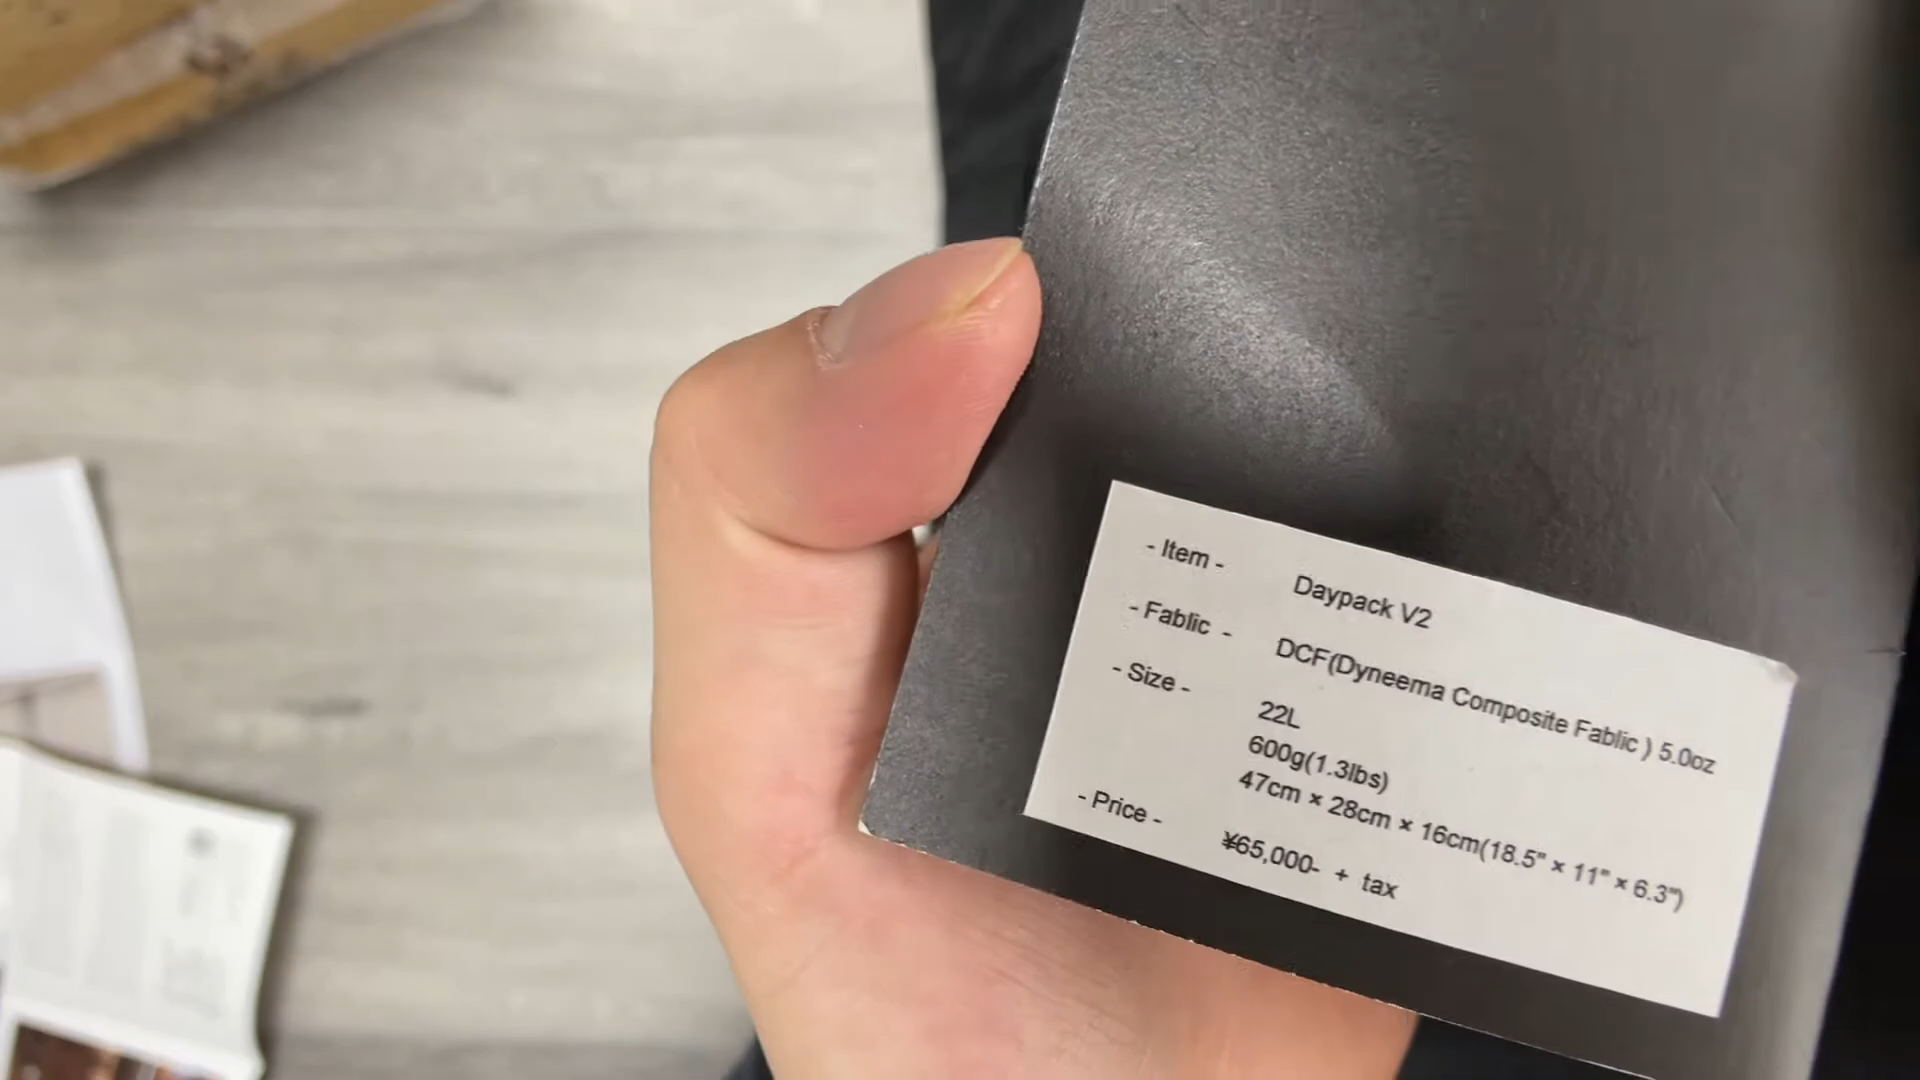 - Item - Daypack V2
- Fablic - DCF(Dyneema Composite Fablic ) 5.0oz
- Size - 22L
600g(1.3lbs)
47cm × 28cm × 16cm(18.5" × 11" × 6.3")
- Price - ¥65,000- + tax